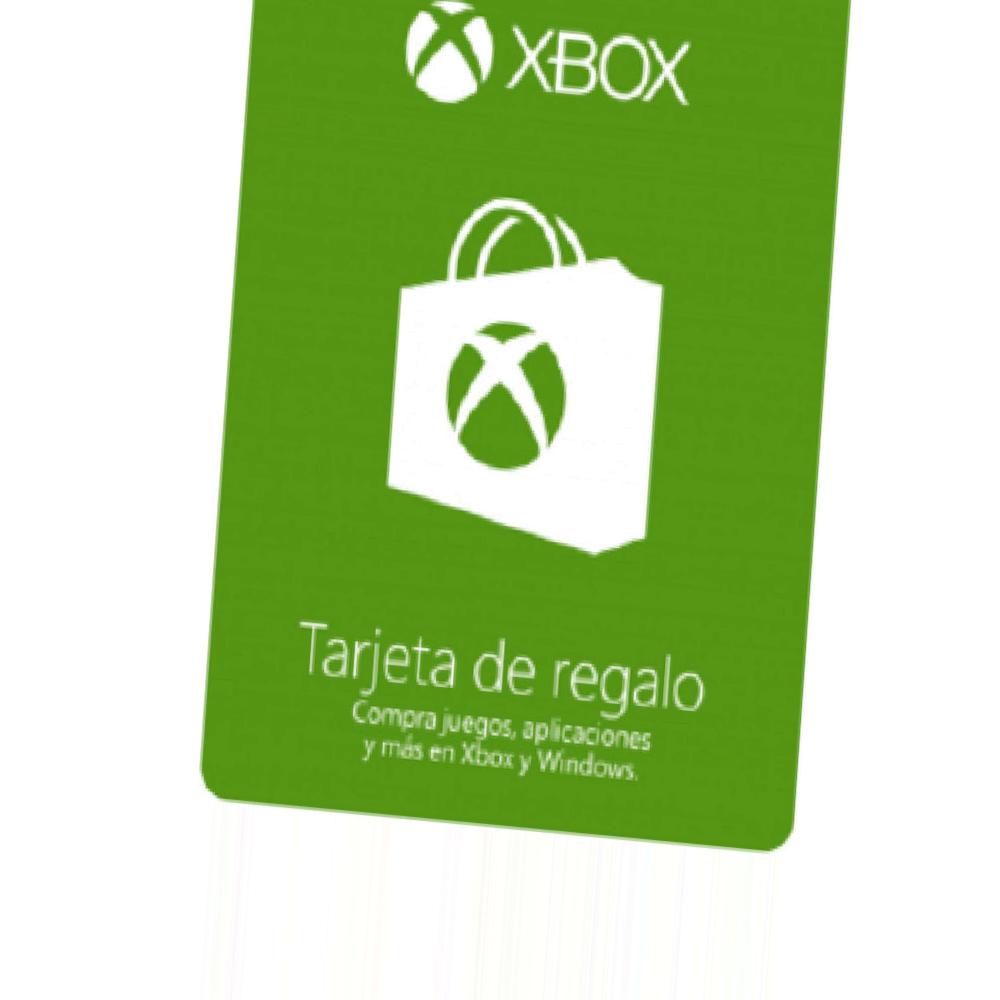 XBOX
Tarjeta de regalo
Compra juegos, aplicaciones
y más en Xbox y Windows.